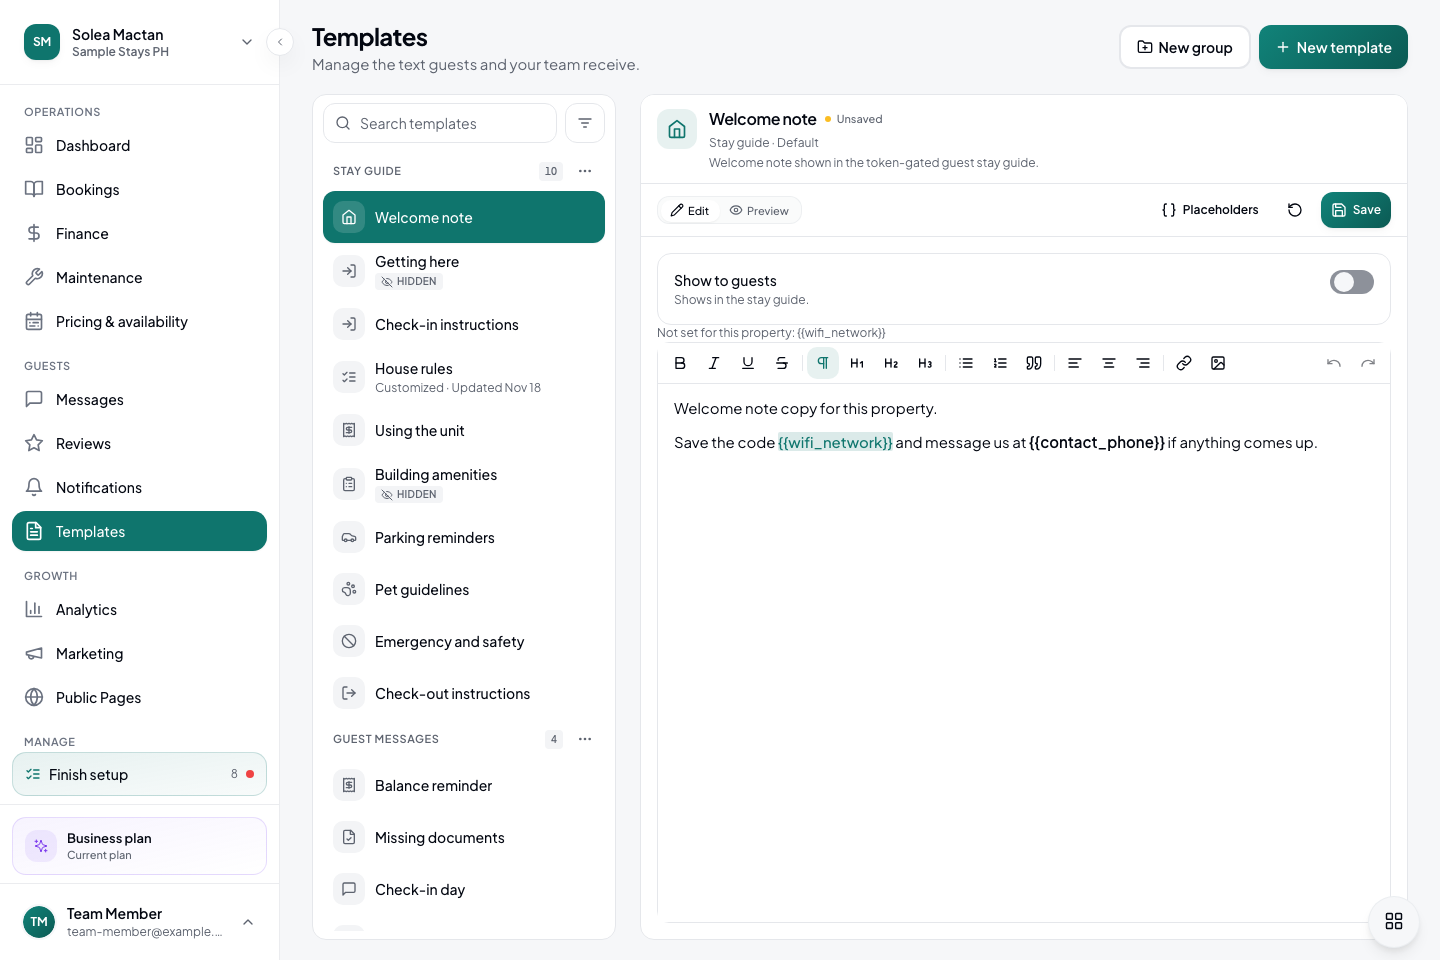 SM
Solea Mactan
Sample Stays PH
OPERATIONS
Dashboard
Bookings
Finance
Maintenance
Pricing & availability
GUESTS
Messages
Reviews
Notifications
Templates
GROWTH
Analytics
Marketing
Public Pages
MANAGE
Finish setup 8
Business plan
Current plan
TM
Team Member
team-member@example....
Templates
Manage the text guests and your team receive.
New group
New template
Search templates
STAY GUIDE 10
Welcome note
Getting here
HIDDEN
Check-in instructions
House rules
Customized · Updated Nov 18
Using the unit
Building amenities
HIDDEN
Parking reminders
Pet guidelines
Emergency and safety
Check-out instructions
GUEST MESSAGES 4
Balance reminder
Missing documents
Check-in day
Welcome note Unsaved
Stay guide · Default
Welcome note shown in the token-gated guest stay guide.
Edit Preview
{ } Placeholders
Save
Show to guests
Shows in the stay guide.
Not set for this property: {{wifi_network}}
B I U S H1 H2 H3
Welcome note copy for this property.
Save the code {{wifi_network}} and message us at {{contact_phone}} if anything comes up.